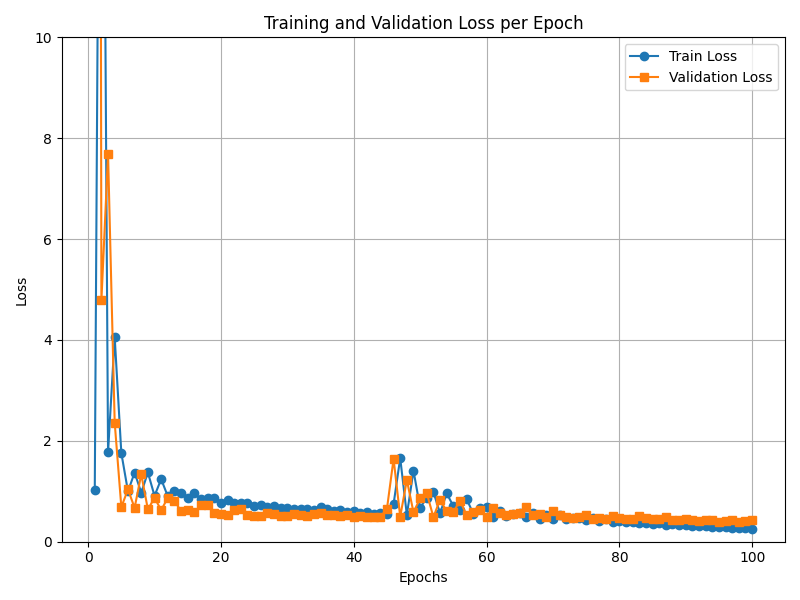 Training and Validation Loss per Epoch
Train Loss
Validation Loss
Loss
10
8
6
4
2
0
0 20 40 60 80 100
Epochs